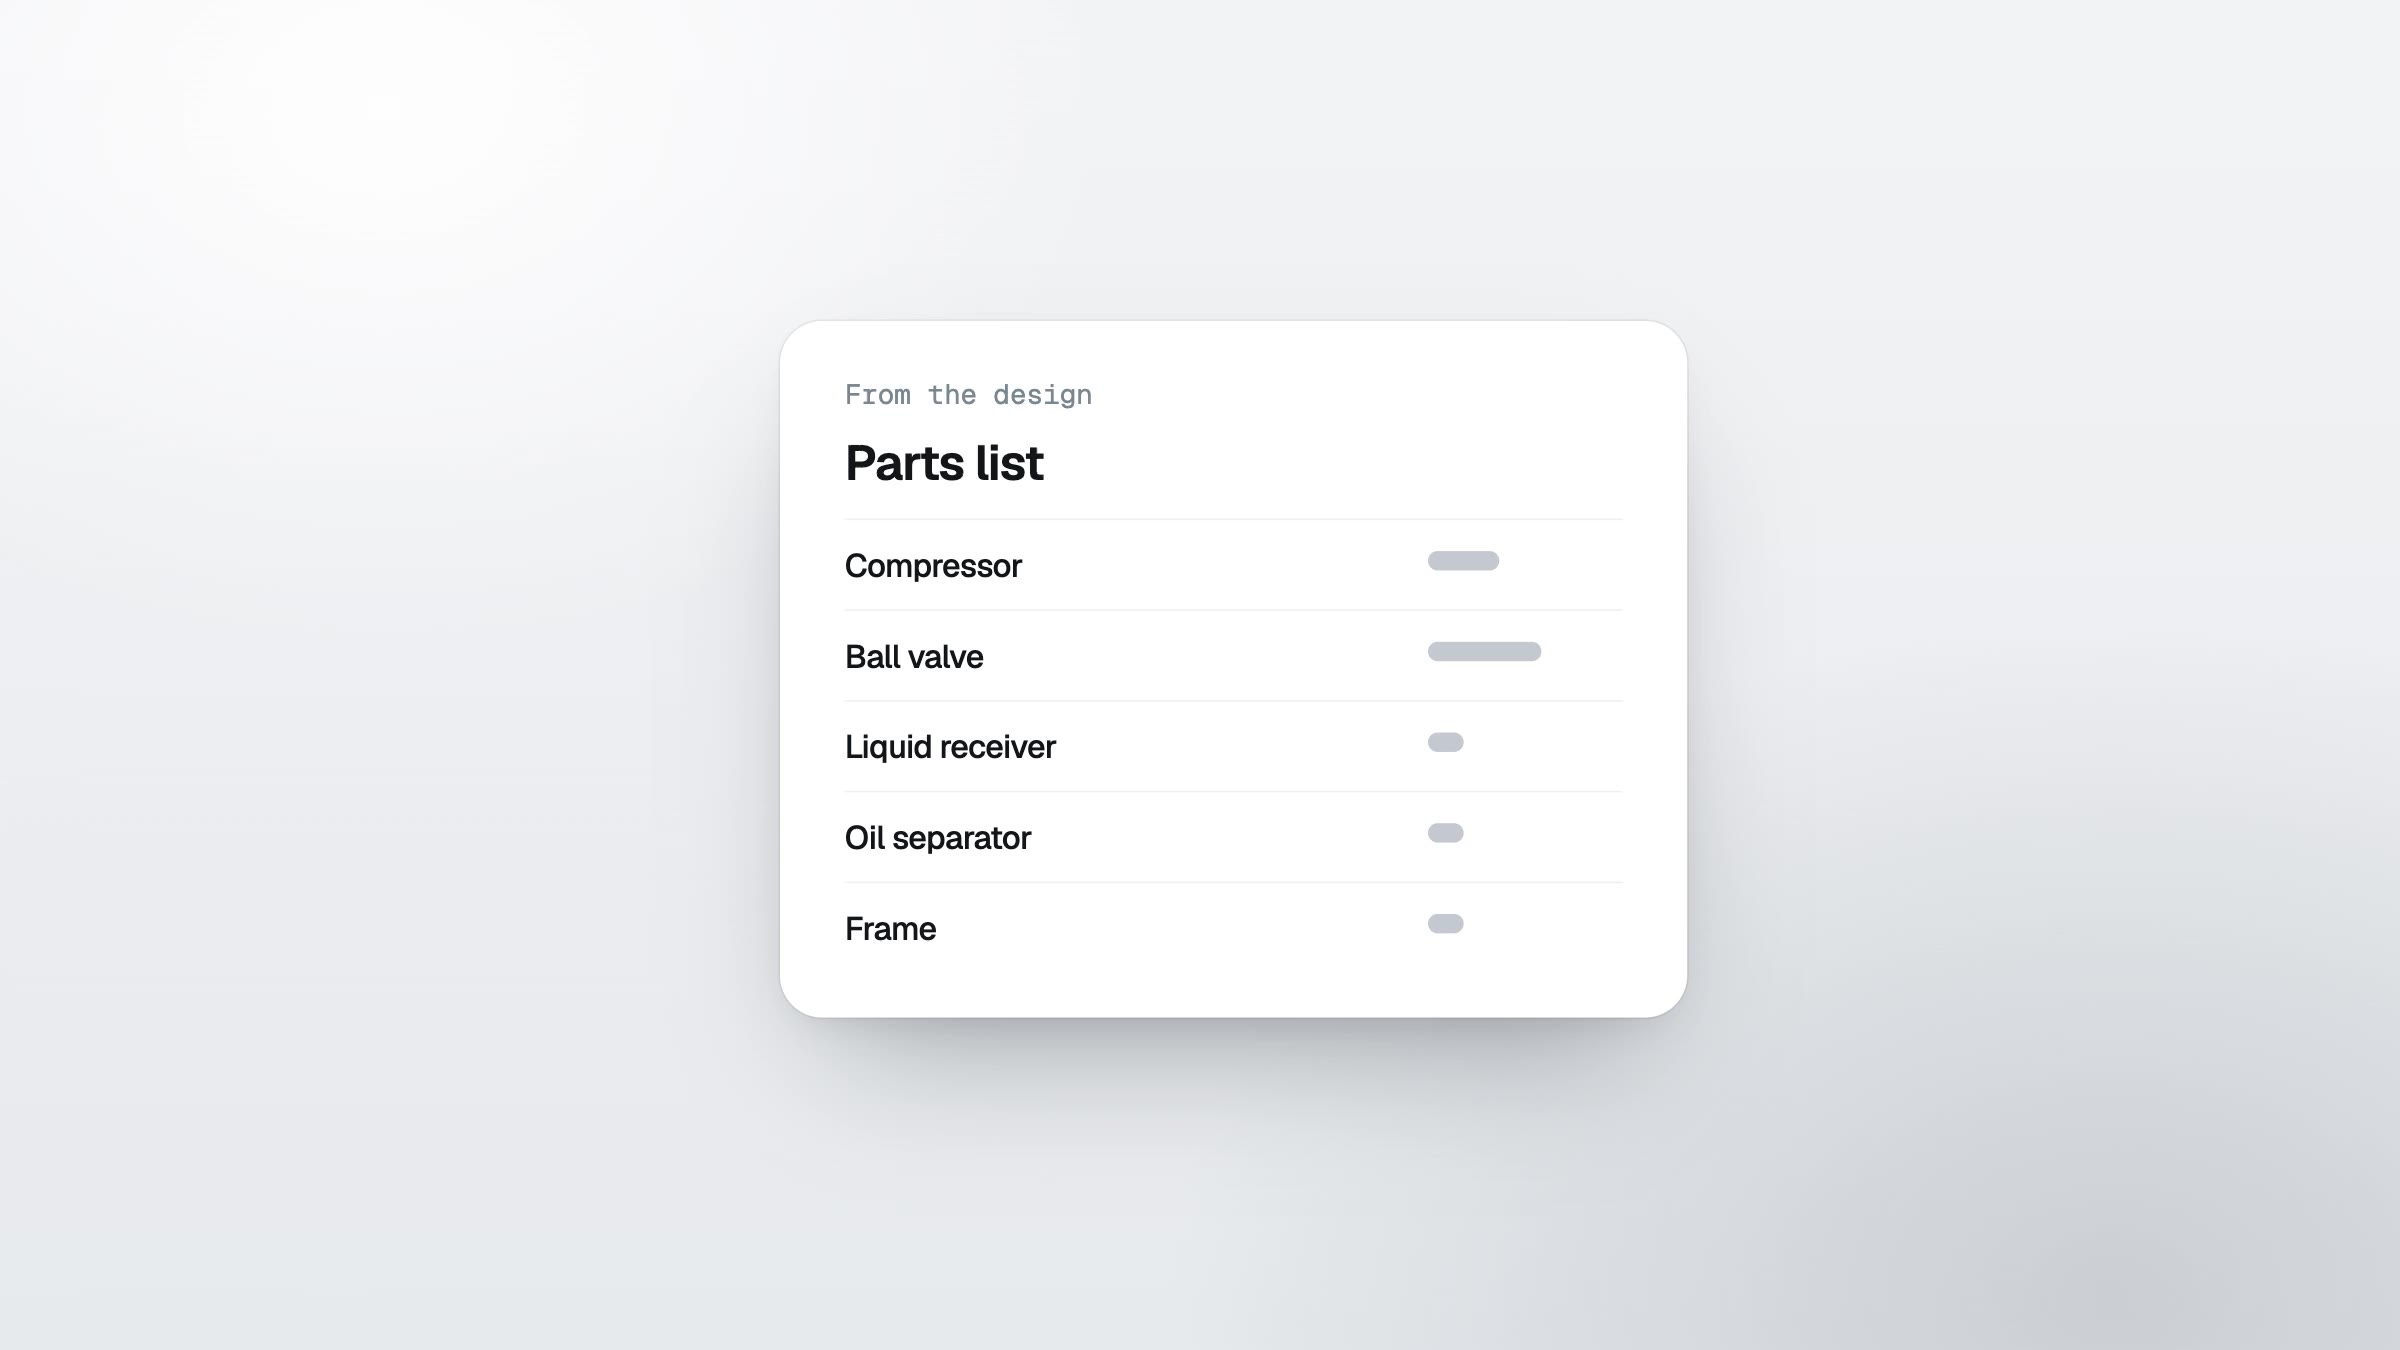 From the design
Parts list
Compressor
Ball valve
Liquid receiver
Oil separator
Frame